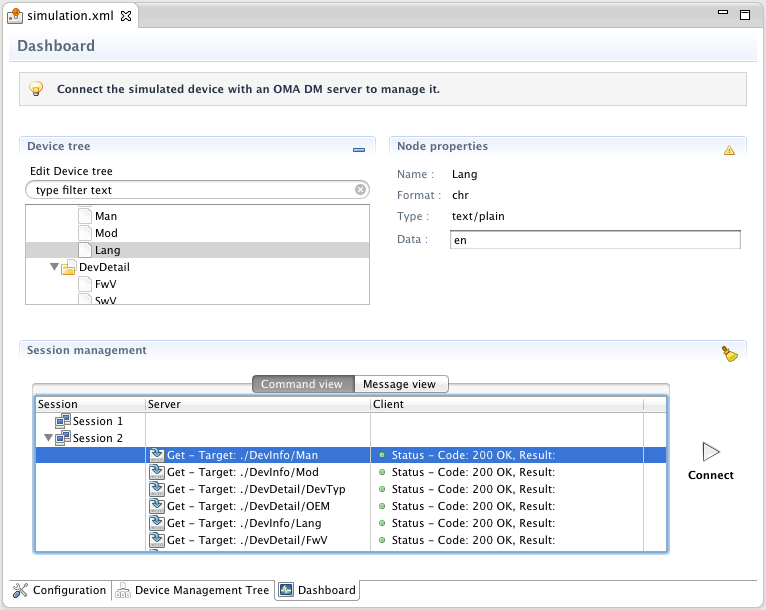 simulation.xml
Dashboard
Connect the simulated device with an OMA DM server to manage it.
Device tree
Edit Device tree
type filter text
Man
Mod
Lang
DevDetail
FwV
SwV
Node properties
Name : Lang
Format : chr
Type : text/plain
Data : en
Session management
Command view Message view
Session Server Client
Session 1
Session 2
Get - Target: ./DevInfo/Man Status - Code: 200 OK, Result:
Get - Target: ./DevInfo/Mod Status - Code: 200 OK, Result:
Get - Target: ./DevDetail/DevTyp Status - Code: 200 OK, Result:
Get - Target: ./DevDetail/OEM Status - Code: 200 OK, Result:
Get - Target: ./DevInfo/Lang Status - Code: 200 OK, Result:
Get - Target: ./DevDetail/FwV Status - Code: 200 OK, Result:
Connect
Configuration Device Management Tree Dashboard